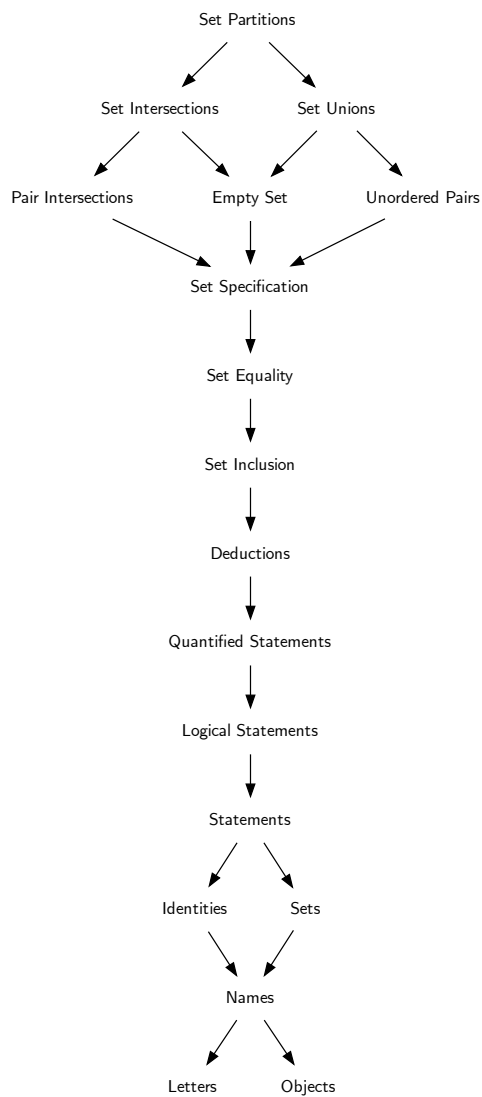 Set Partitions
Set Intersections
Set Unions
Pair Intersections
Empty Set
Unordered Pairs
Set Specification
Set Equality
Set Inclusion
Deductions
Quantified Statements
Logical Statements
Statements
Identities
Sets
Names
Letters
Objects